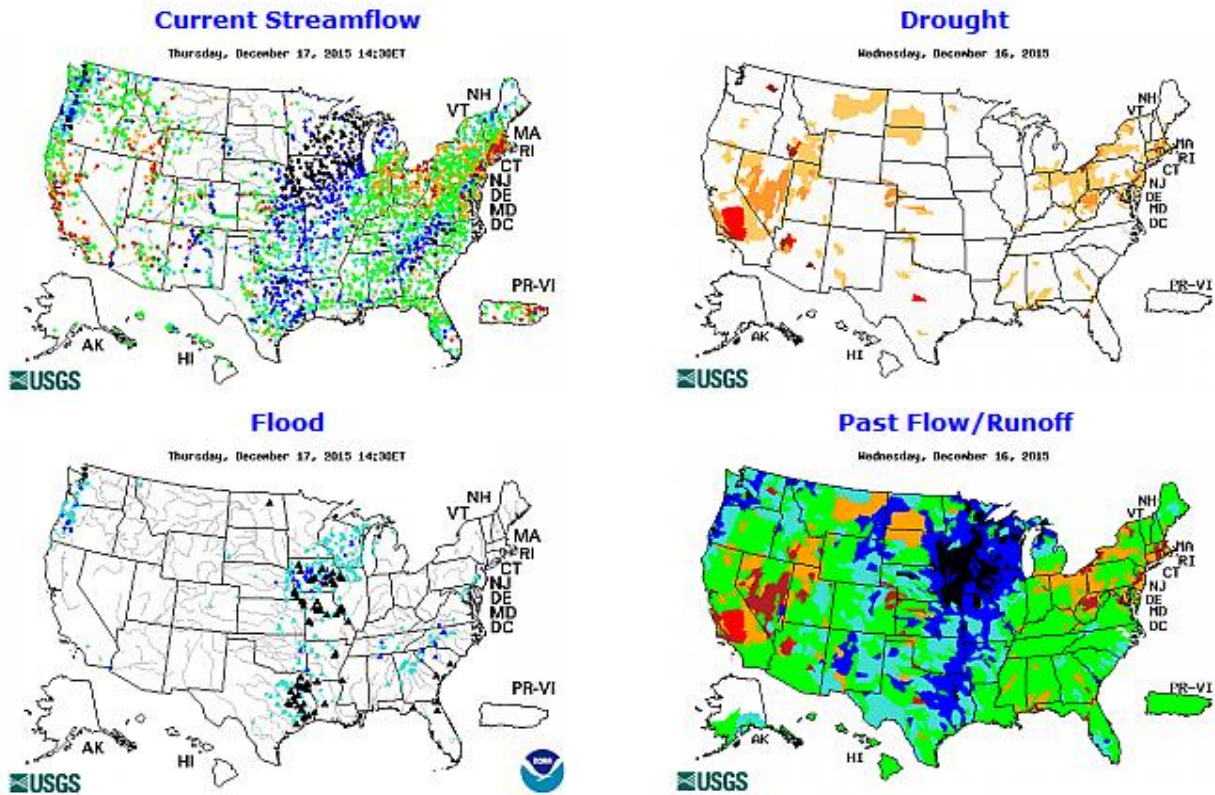 Current Streamflow
Thursday, December 17, 2015 14:30ET
NH
VT
MA
RI
CT
NJ
DE
MD
DC
PR-VI
AK
HI
USGS
Drought
Wednesday, December 16, 2015
NH
VT
MA
RI
CT
NJ
DE
MD
DC
PR-VI
AK
HI
USGS
Flood
Thursday, December 17, 2015 14:30ET
NH
VT
MA
RI
CT
NJ
DE
MD
DC
PR-VI
AK
HI
USGS
NOAA
Past Flow/Runoff
Wednesday, December 16, 2015
NH
VT
MA
RI
CT
NJ
DE
MD
DC
PR-VI
AK
HI
USGS